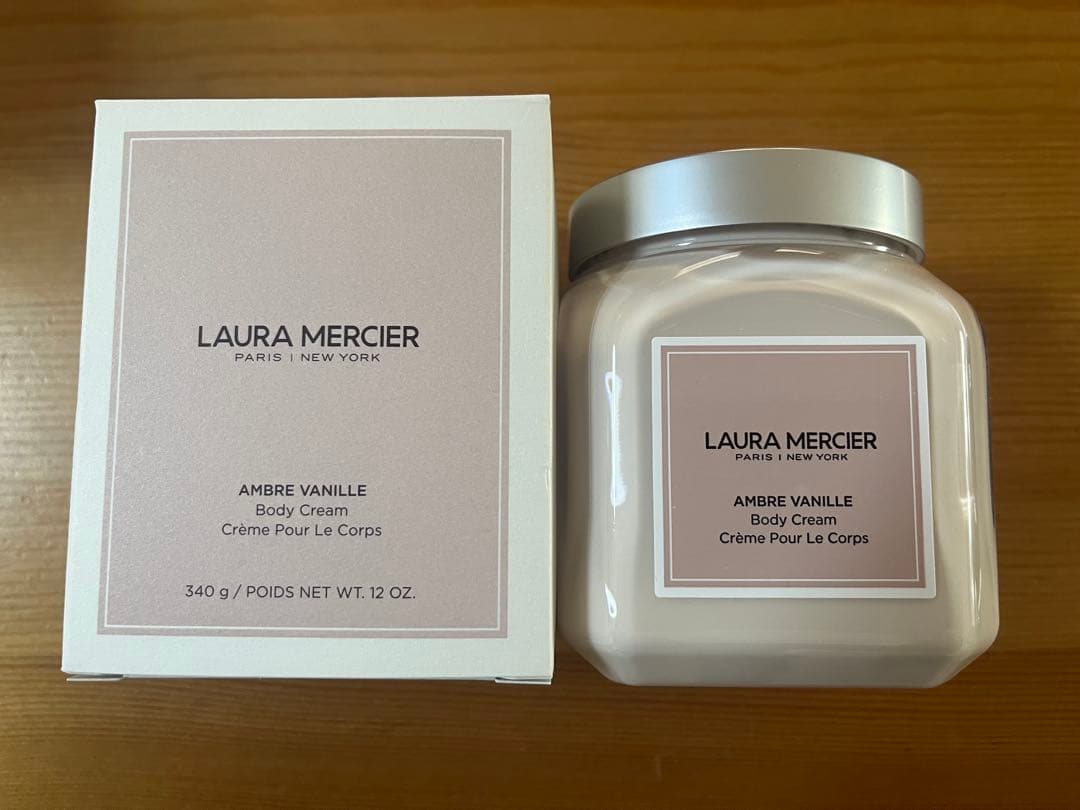 LAURA MERCIER
PARIS | NEW YORK
AMBRE VANILLE
Body Cream
Crème Pour Le Corps
340 g / POIDS NET WT. 12 OZ.
LAURA MERCIER
PARIS | NEW YORK
AMBRE VANILLE
Body Cream
Crème Pour Le Corps